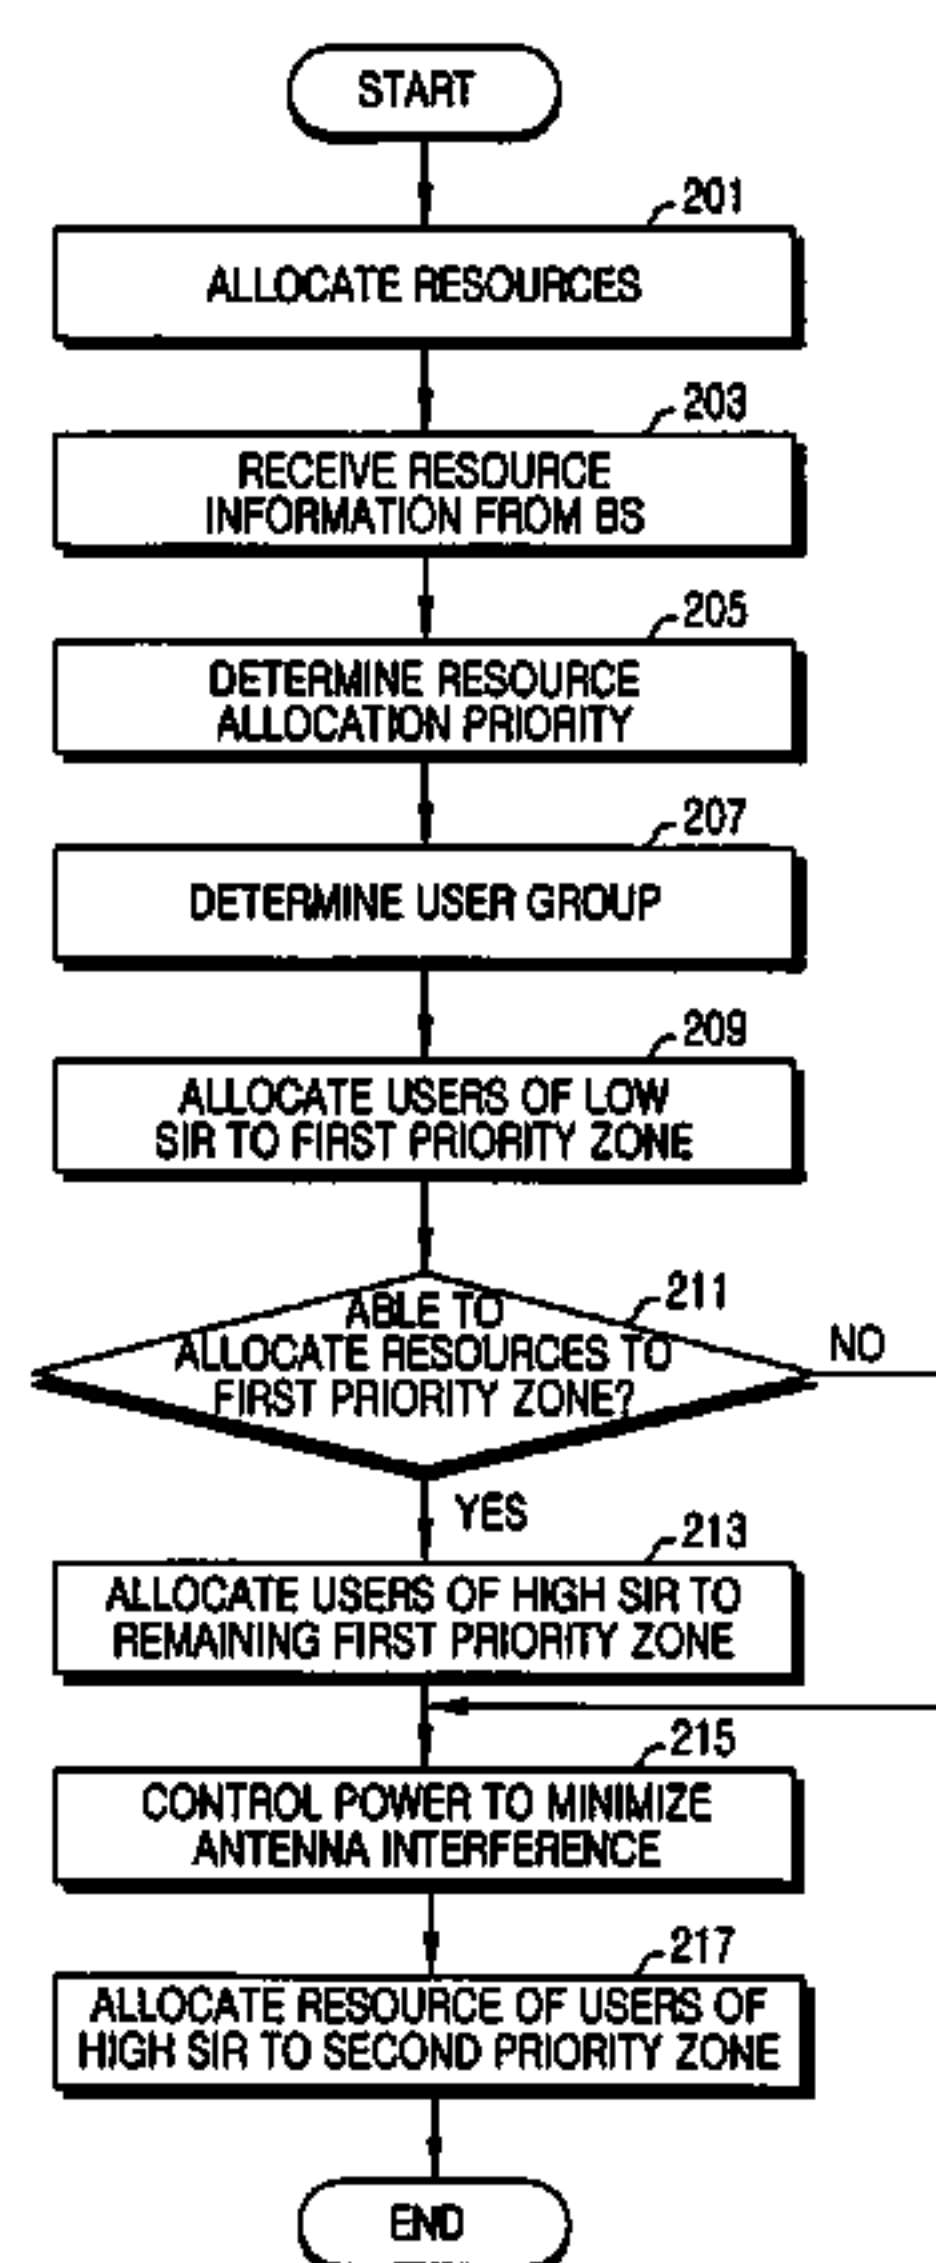 START
201
ALLOCATE RESOURCES
203
RECEIVE RESOURCE
INFORMATION FROM BS
205
DETERMINE RESOURCE
ALLOCATION PRIORITY
207
DETERMINE USER GROUP
209
ALLOCATE USERS OF LOW
SIR TO FIRST PRIORITY ZONE
211
ABLE TO
ALLOCATE RESOURCES TO
FIRST PRIORITY ZONE?
NO
YES
213
ALLOCATE USERS OF HIGH SIR TO
REMAINING FIRST PRIORITY ZONE
215
CONTROL POWER TO MINIMIZE
ANTENNA INTERFERENCE
217
ALLOCATE RESOURCE OF USERS OF
HIGH SIR TO SECOND PRIORITY ZONE
END